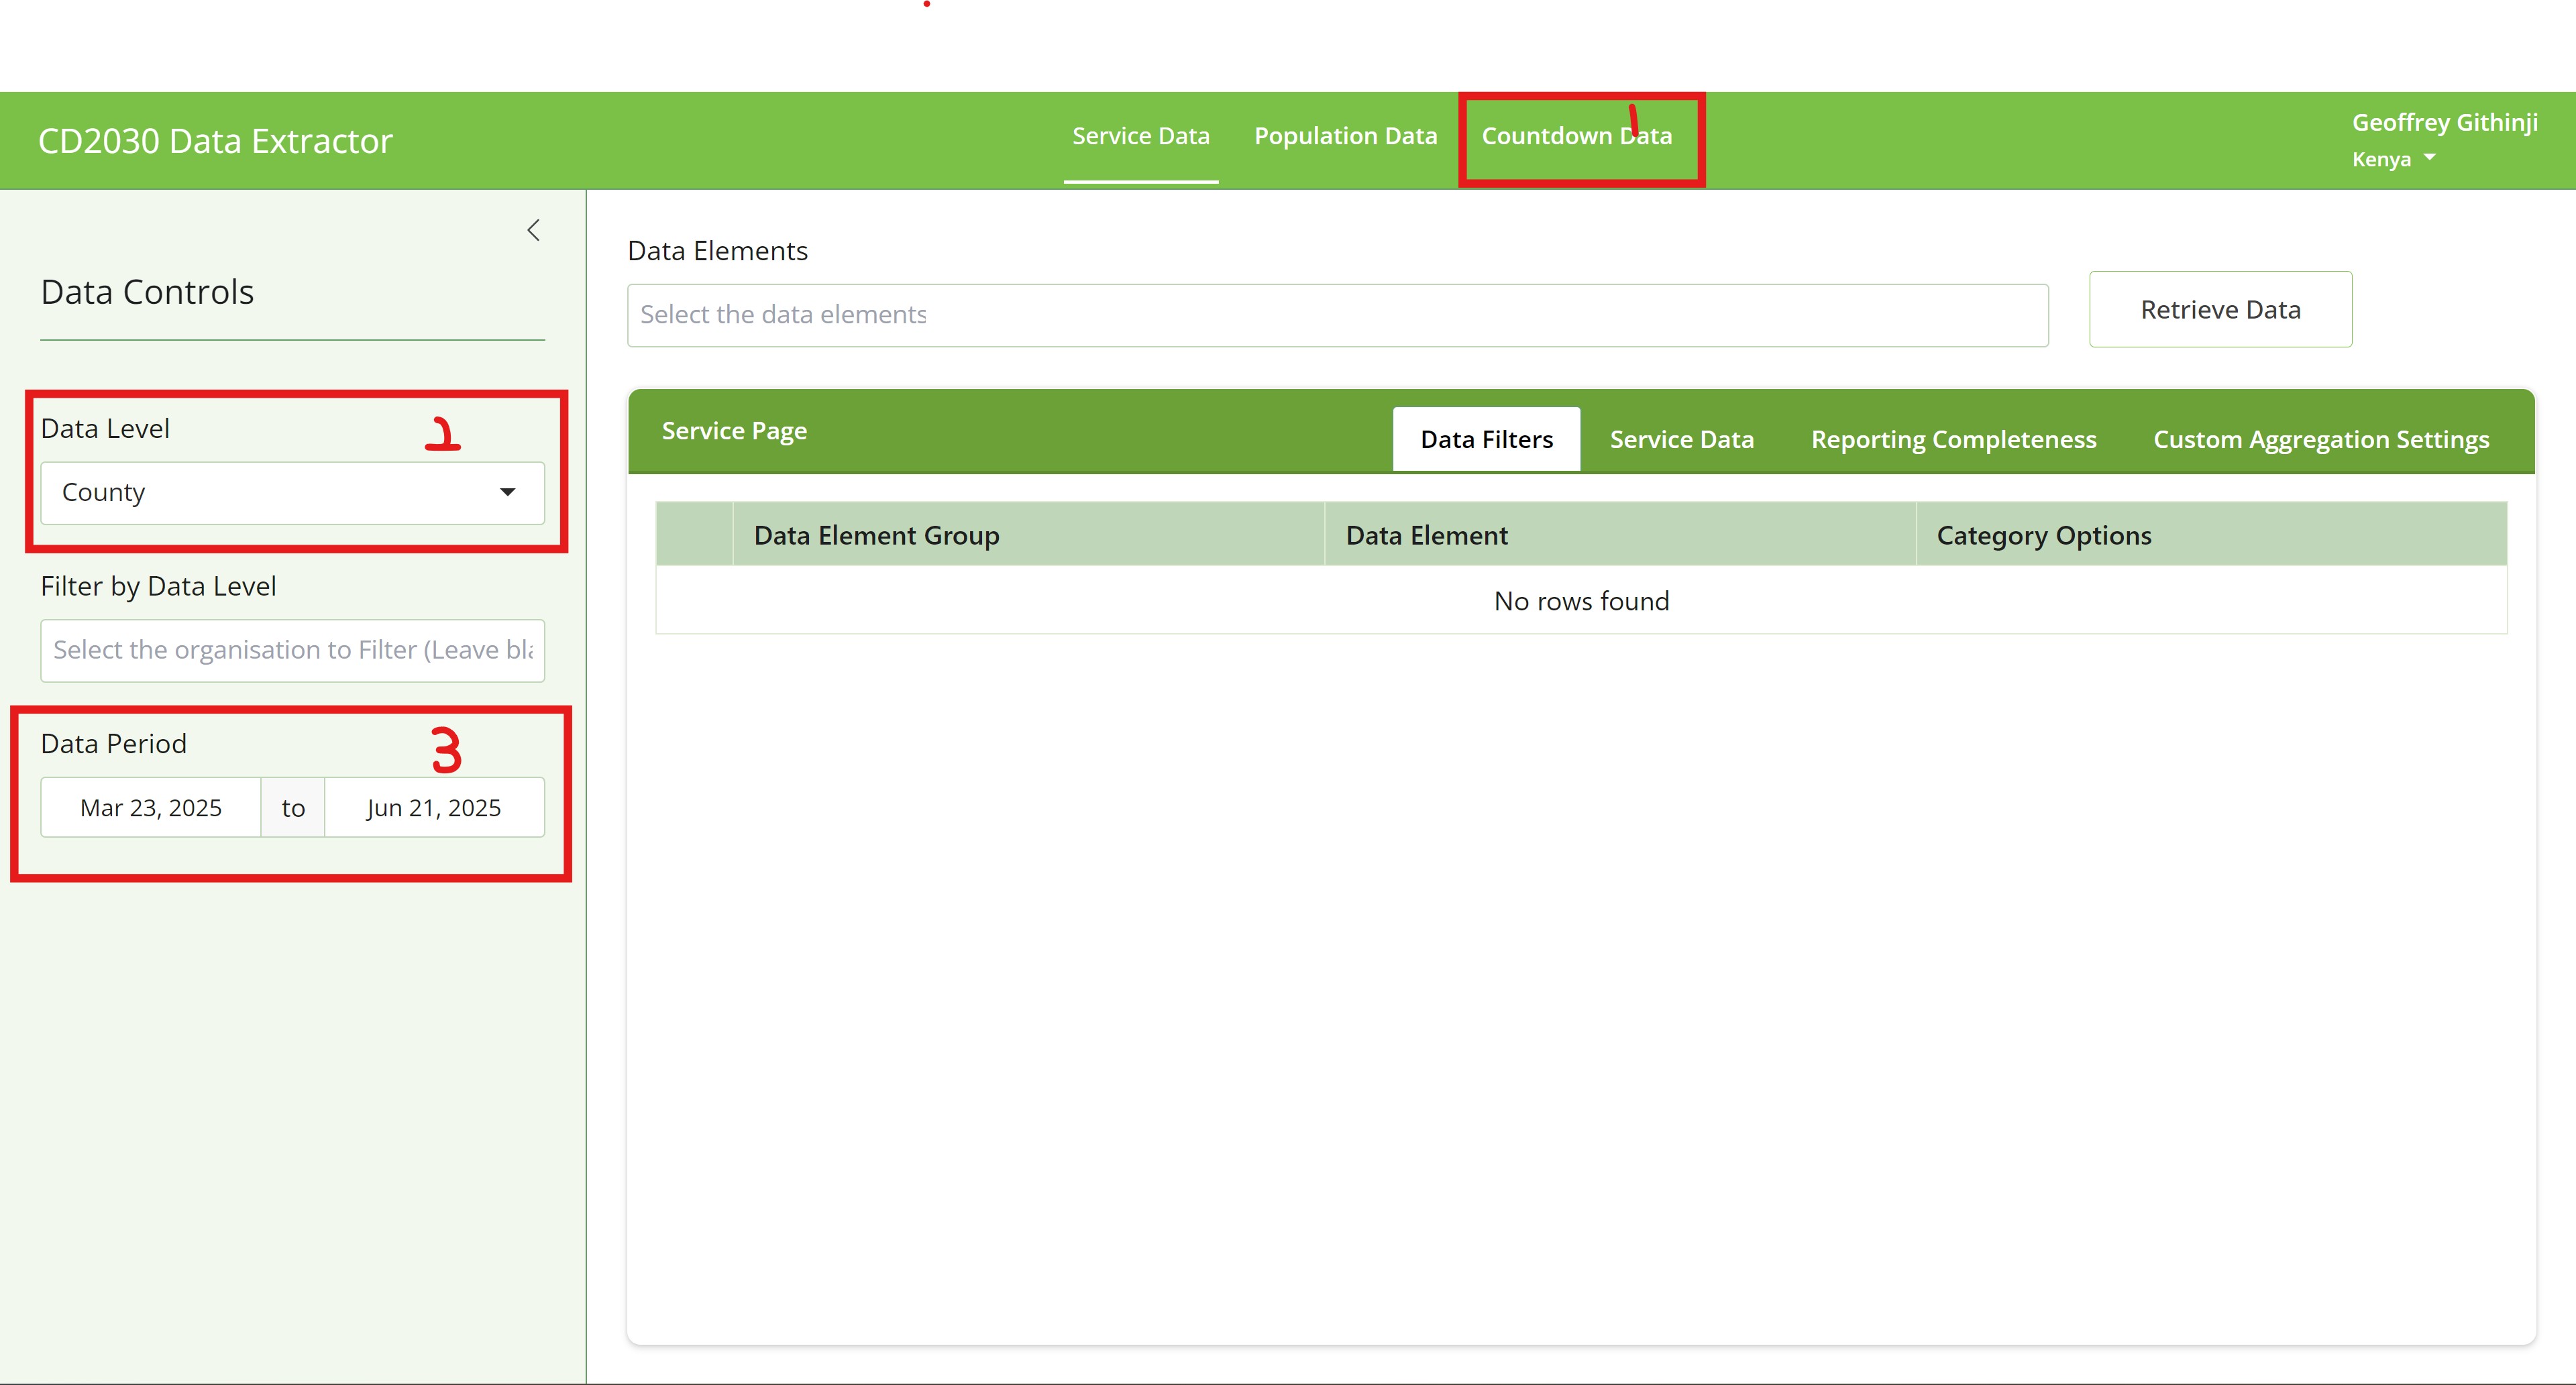 CD2030 Data Extractor
Service Data
Population Data
Countdown Data
1
Geoffrey Githinji
Kenya
Data Controls
Data Level
2
County
Filter by Data Level
Select the organisation to Filter (Leave bla
Data Period
3
Mar 23, 2025 to Jun 21, 2025
Data Elements
Select the data elements
Retrieve Data
Service Page
Data Filters
Service Data
Reporting Completeness
Custom Aggregation Settings
Data Element Group
Data Element
Category Options
No rows found